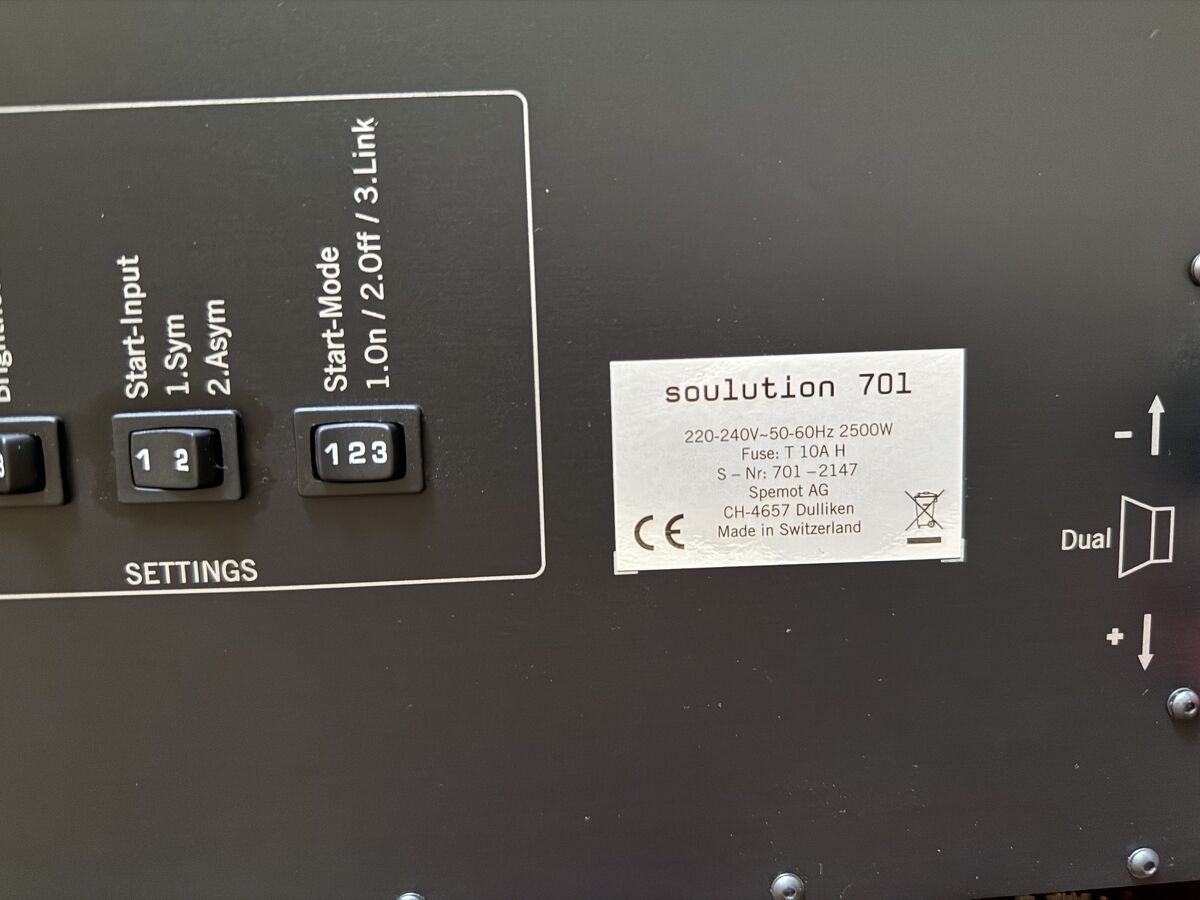 Start-Input
1.Sym
2.Asym
Start-Mode
1.On / 2.Off / 3.Link
1 2
123
SETTINGS
soulution 701
220-240V~50-60Hz 2500W
Fuse: T 10A H
S – Nr: 701 –2147
Spemot AG
CH-4657 Dulliken
Made in Switzerland
CE
-
Dual
+